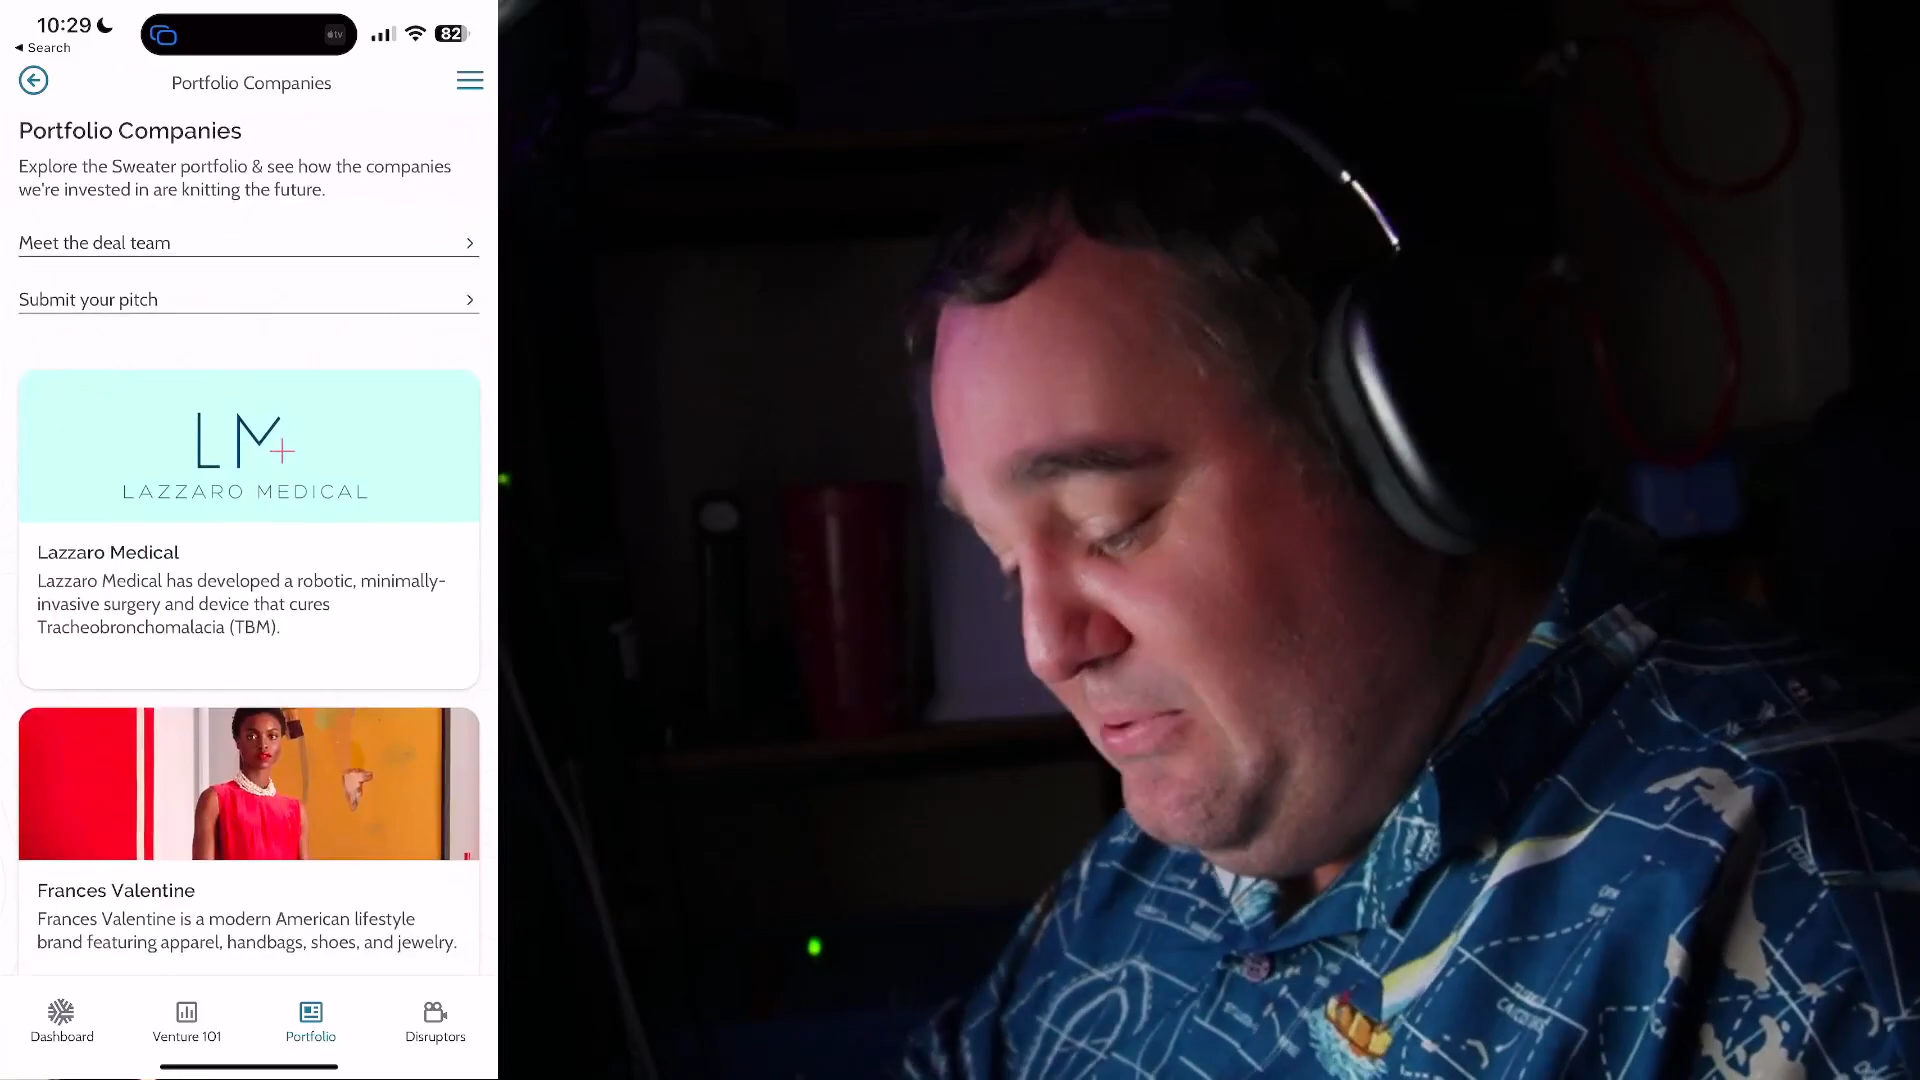 10:29
82
Search
tv
Portfolio Companies
Portfolio Companies
Explore the Sweater portfolio & see how the companies
we're invested in are knitting the future.
Meet the deal team
Submit your pitch
LM+
LAZZARO MEDICAL
Lazzaro Medical
Lazzaro Medical has developed a robotic, minimally-
invasive surgery and device that cures
Tracheobronchomalacia (TBM).
Frances Valentine
Frances Valentine is a modern American lifestyle
brand featuring apparel, handbags, shoes, and jewelry.
Dashboard
Venture 101
Portfolio
Disruptors